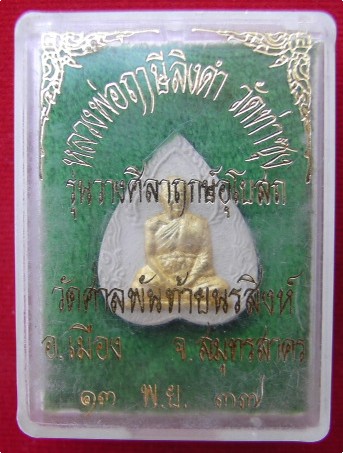 หลวงพ่อฤๅษีลิงดำ วัดท่าซุง
รุ่นวางศิลาฤกษ์อุโบสถ
วัดศาลพันท้ายนรสิงห์
อ.เมือง จ. สมุทรสาคร
๑๓ พ.ย. ๓๓๗